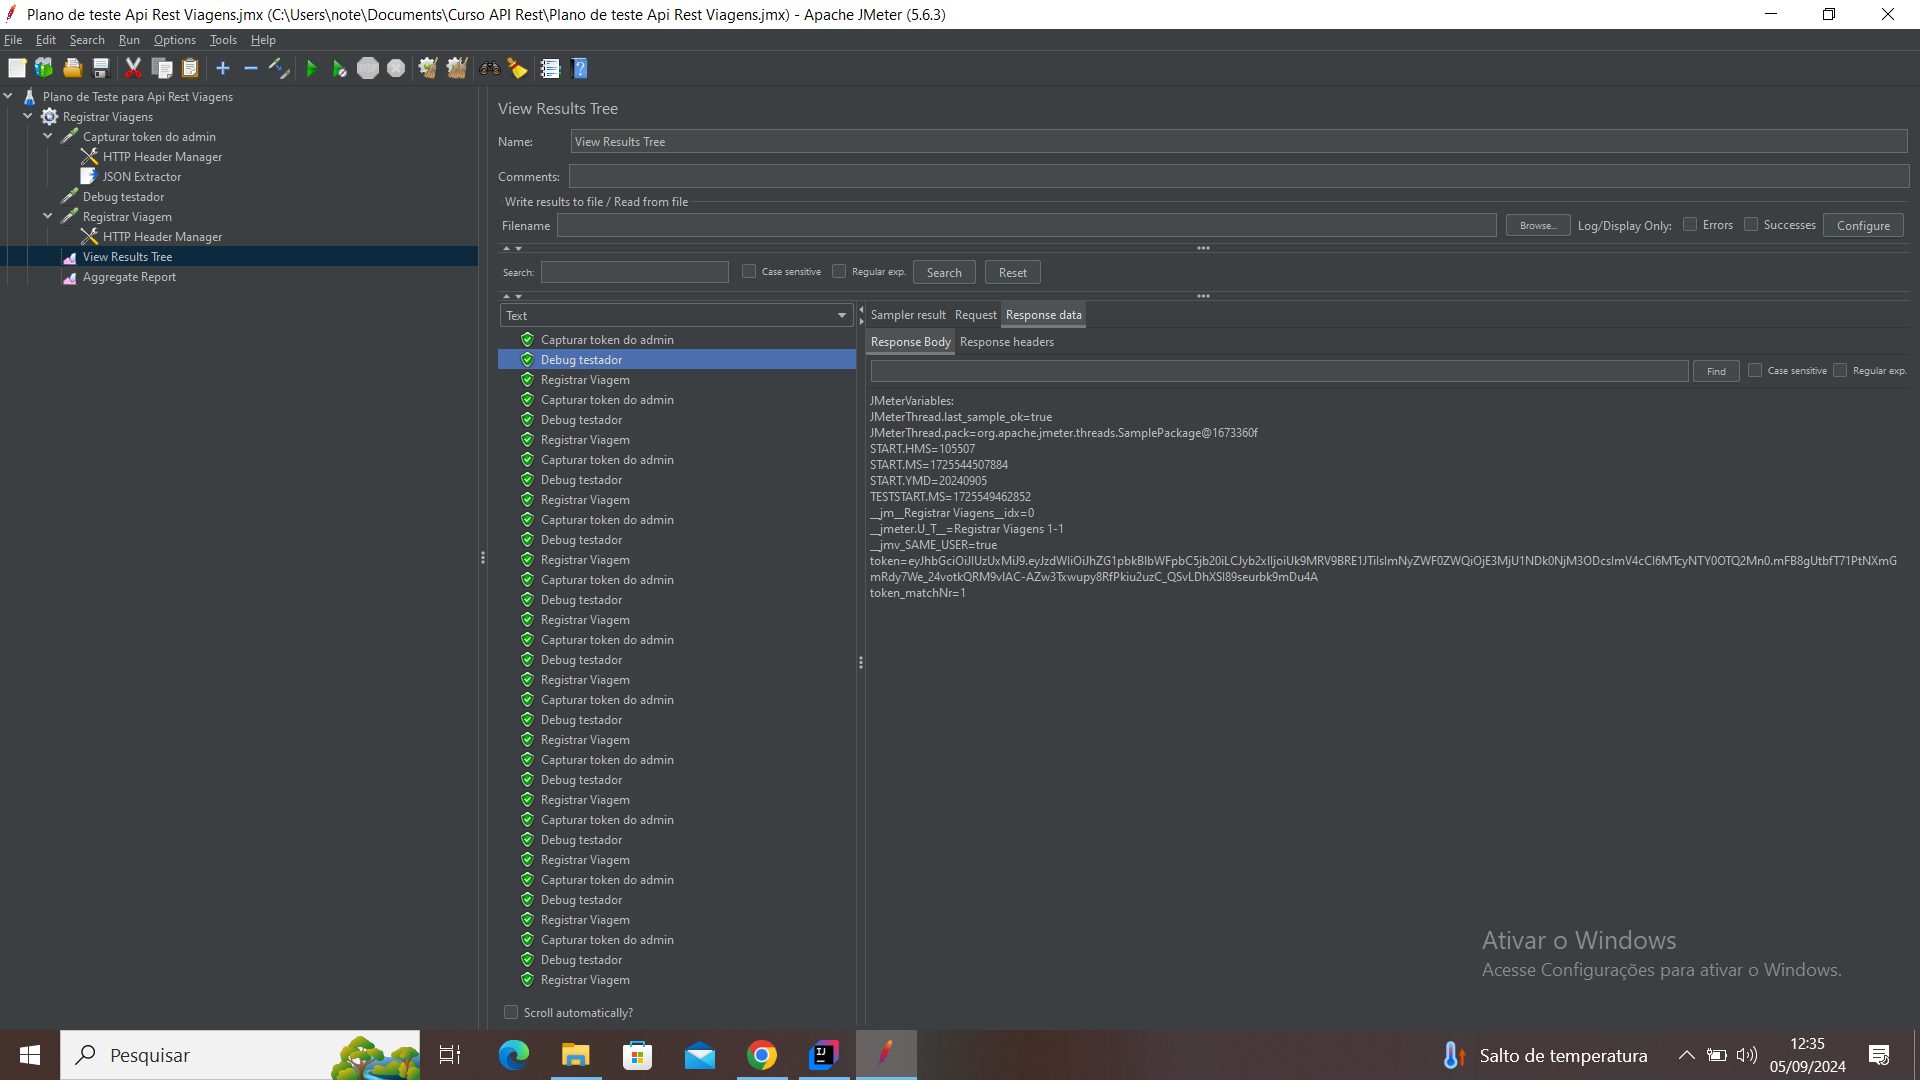 Plano de teste Api Rest Viagens.jmx (C:\Users\note\Documents\Curso API Rest\Plano de teste Api Rest Viagens.jmx) - Apache JMeter (5.6.3)
File Edit Search Run Options Tools Help
Plano de Teste para Api Rest Viagens
Registrar Viagens
Capturar token do admin
HTTP Header Manager
JSON Extractor
Debug testador
Registrar Viagem
HTTP Header Manager
View Results Tree
Aggregate Report
View Results Tree
Name: View Results Tree
Comments:
Write results to file / Read from file
Filename Browse... Log/Display Only: Errors Successes Configure
Search: Case sensitive Regular exp. Search Reset
Text
Capturar token do admin
Debug testador
Registrar Viagem
Capturar token do admin
Debug testador
Registrar Viagem
Capturar token do admin
Debug testador
Registrar Viagem
Capturar token do admin
Debug testador
Registrar Viagem
Capturar token do admin
Debug testador
Registrar Viagem
Capturar token do admin
Debug testador
Registrar Viagem
Capturar token do admin
Debug testador
Registrar Viagem
Capturar token do admin
Debug testador
Registrar Viagem
Capturar token do admin
Debug testador
Registrar Viagem
Capturar token do admin
Debug testador
Registrar Viagem
Capturar token do admin
Debug testador
Registrar Viagem
Scroll automatically?
Sampler result Request Response data
Response Body Response headers
Find Case sensitive Regular exp.
JMeterVariables:
JMeterThread.last_sample_ok=true
JMeterThread.pack=org.apache.jmeter.threads.SamplePackage@1673360f
START.HMS=105507
START.MS=1725544507884
START.YMD=20240905
TESTSTART.MS=1725549462852
__jm__Registrar Viagens__idx=0
__jmeter.U_T__=Registrar Viagens 1-1
__jmv_SAME_USER=true
token_matchNr=1
Ativar o Windows
Acesse Configurações para ativar o Windows.
Pesquisar
Salto de temperatura
12:35
05/09/2024